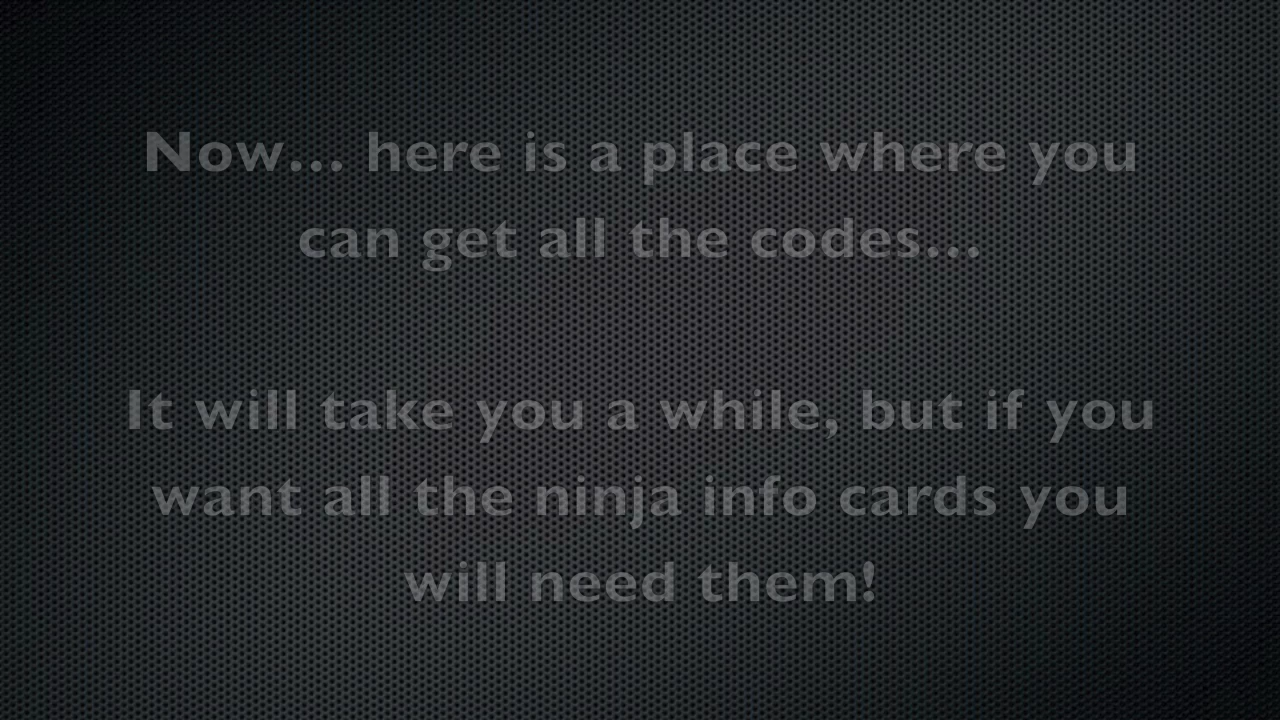 Now... here is a place where you
can get all the codes...
It will take you a while, but if you
want all the ninja info cards you
will need them!